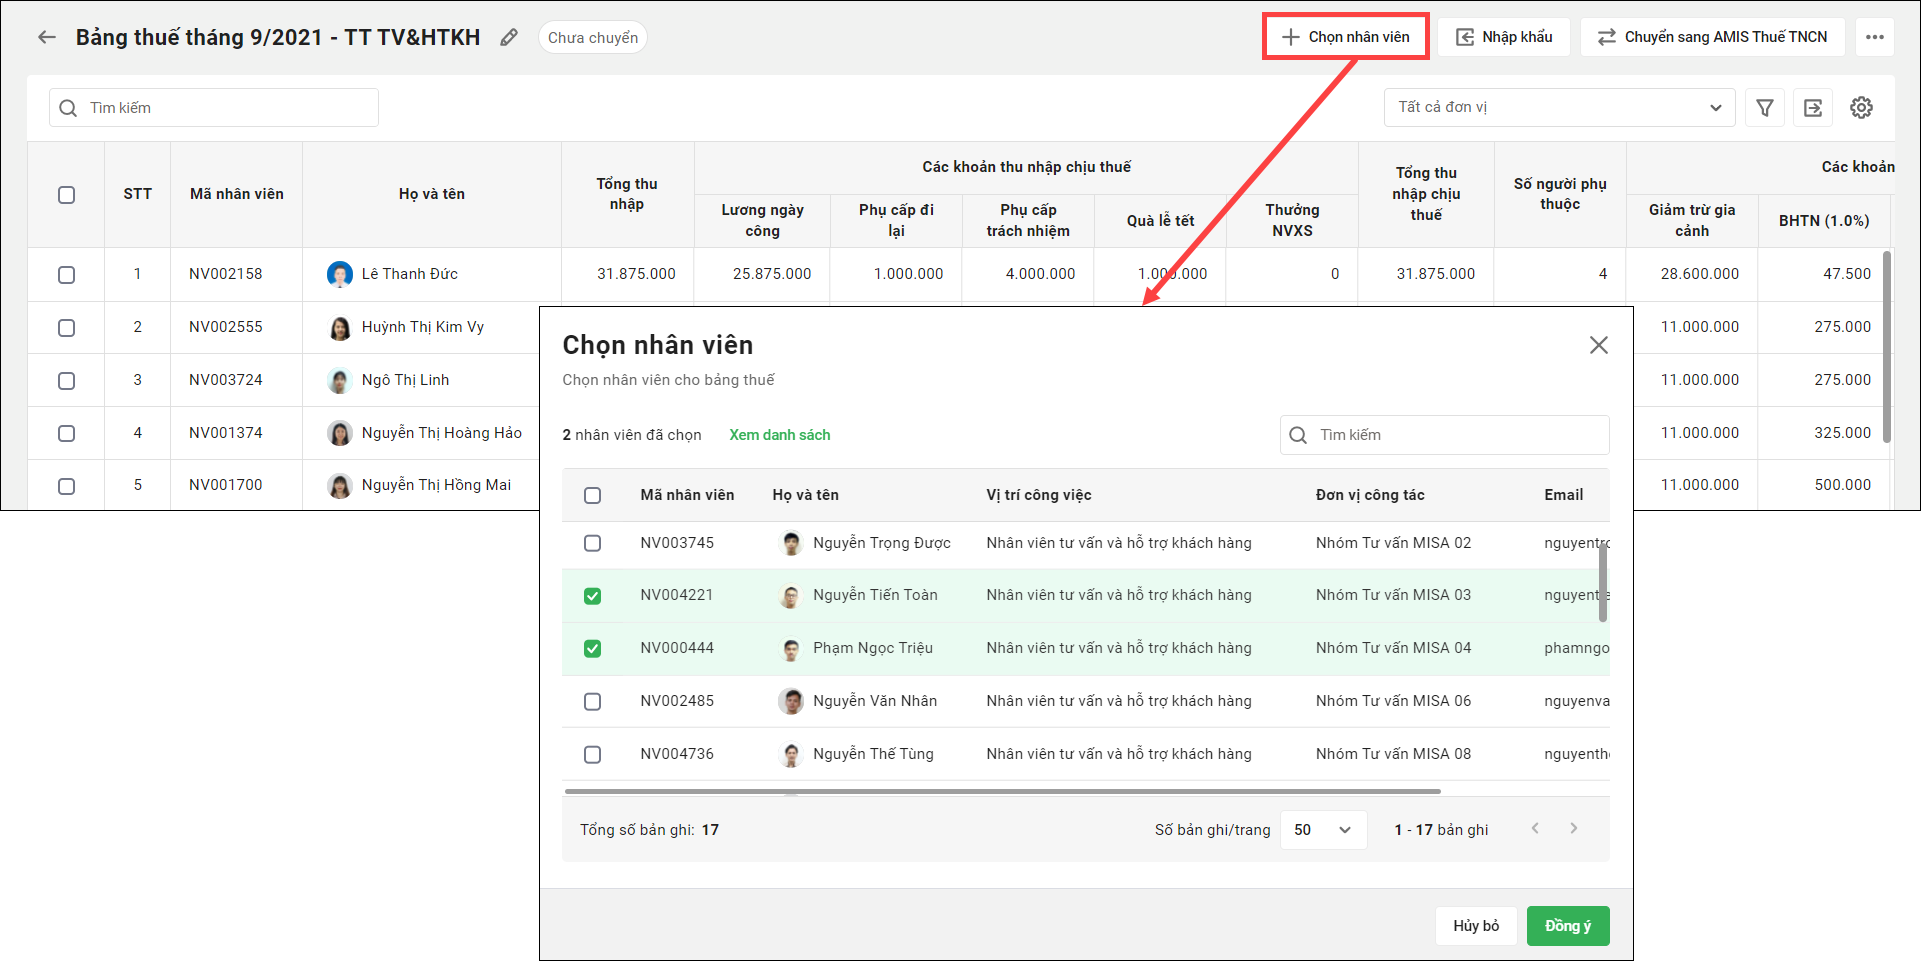 Bảng thuế tháng 9/2021 - TT TV&HTKH
Chưa chuyển
Chọn nhân viên
Nhập khẩu
Chuyển sang AMIS Thuế TNCN
Tìm kiếm
Tất cả đơn vị
STT
Mã nhân viên
Họ và tên
Tổng thu
nhập
Các khoản thu nhập chịu thuế
Lương ngày
công
Phụ cấp đi
lại
Phụ cấp
trách nhiệm
Quà lễ tết
Thưởng
NVXS
Tổng thu
nhập chịu
thuế
Số người phụ
thuộc
Các khoản
Giảm trừ gia
cảnh
BHTN (1.0%)
1 NV002158 Lê Thanh Đức 31.875.000 25.875.000 1.000.000 4.000.000 1.000.000 0 31.875.000 4 28.600.000 47.500
2 NV002555 Huỳnh Thị Kim Vy 11.000.000 275.000
3 NV003724 Ngô Thị Linh 11.000.000 275.000
4 NV001374 Nguyễn Thị Hoàng Hảo 11.000.000 325.000
5 NV001700 Nguyễn Thị Hồng Mai 11.000.000 500.000
Chọn nhân viên
Chọn nhân viên cho bảng thuế
2 nhân viên đã chọn Xem danh sách
Tìm kiếm
Mã nhân viên Họ và tên Vị trí công việc Đơn vị công tác Email
NV003745 Nguyễn Trọng Được Nhân viên tư vấn và hỗ trợ khách hàng Nhóm Tư vấn MISA 02
NV004221 Nguyễn Tiến Toàn Nhân viên tư vấn và hỗ trợ khách hàng Nhóm Tư vấn MISA 03
NV000444 Phạm Ngọc Triệu Nhân viên tư vấn và hỗ trợ khách hàng Nhóm Tư vấn MISA 04 phamngo
NV002485 Nguyễn Văn Nhân Nhân viên tư vấn và hỗ trợ khách hàng Nhóm Tư vấn MISA 06 nguyenva
NV004736 Nguyễn Thế Tùng Nhân viên tư vấn và hỗ trợ khách hàng Nhóm Tư vấn MISA 08 nguyenth
Tổng số bản ghi: 17
Số bản ghi/trang 50 1 - 17 bản ghi
Hủy bỏ
Đồng ý